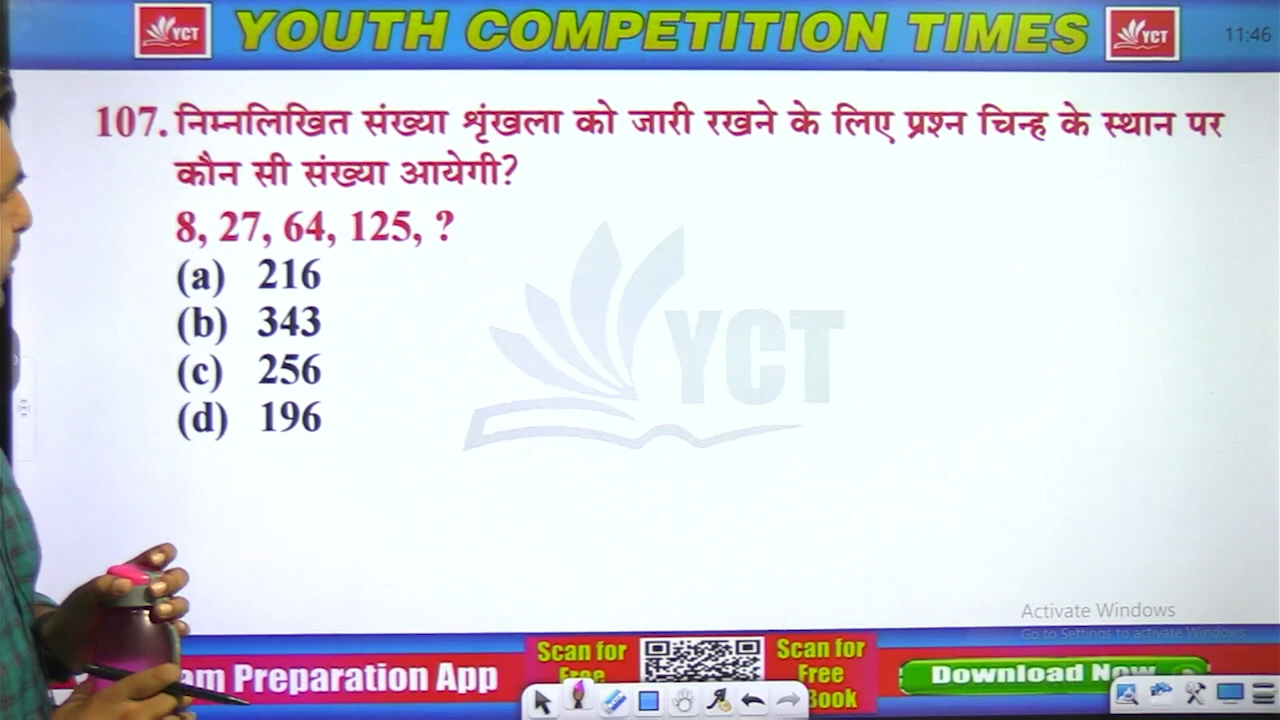 YCT
YOUTH COMPETITION TIMES
YCT
11:46
107. निम्नलिखित संख्या शृंखला को जारी रखने के लिए प्रश्न चिन्ह के स्थान पर
कौन सी संख्या आयेगी?
8, 27, 64, 125, ?
(a) 216
(b) 343
(c) 256
(d) 196
YCT
Activate Windows
Go to Settings to activate Windows.
am Preparation App
Scan for
Free
Scan for
Free
Book
Download Now